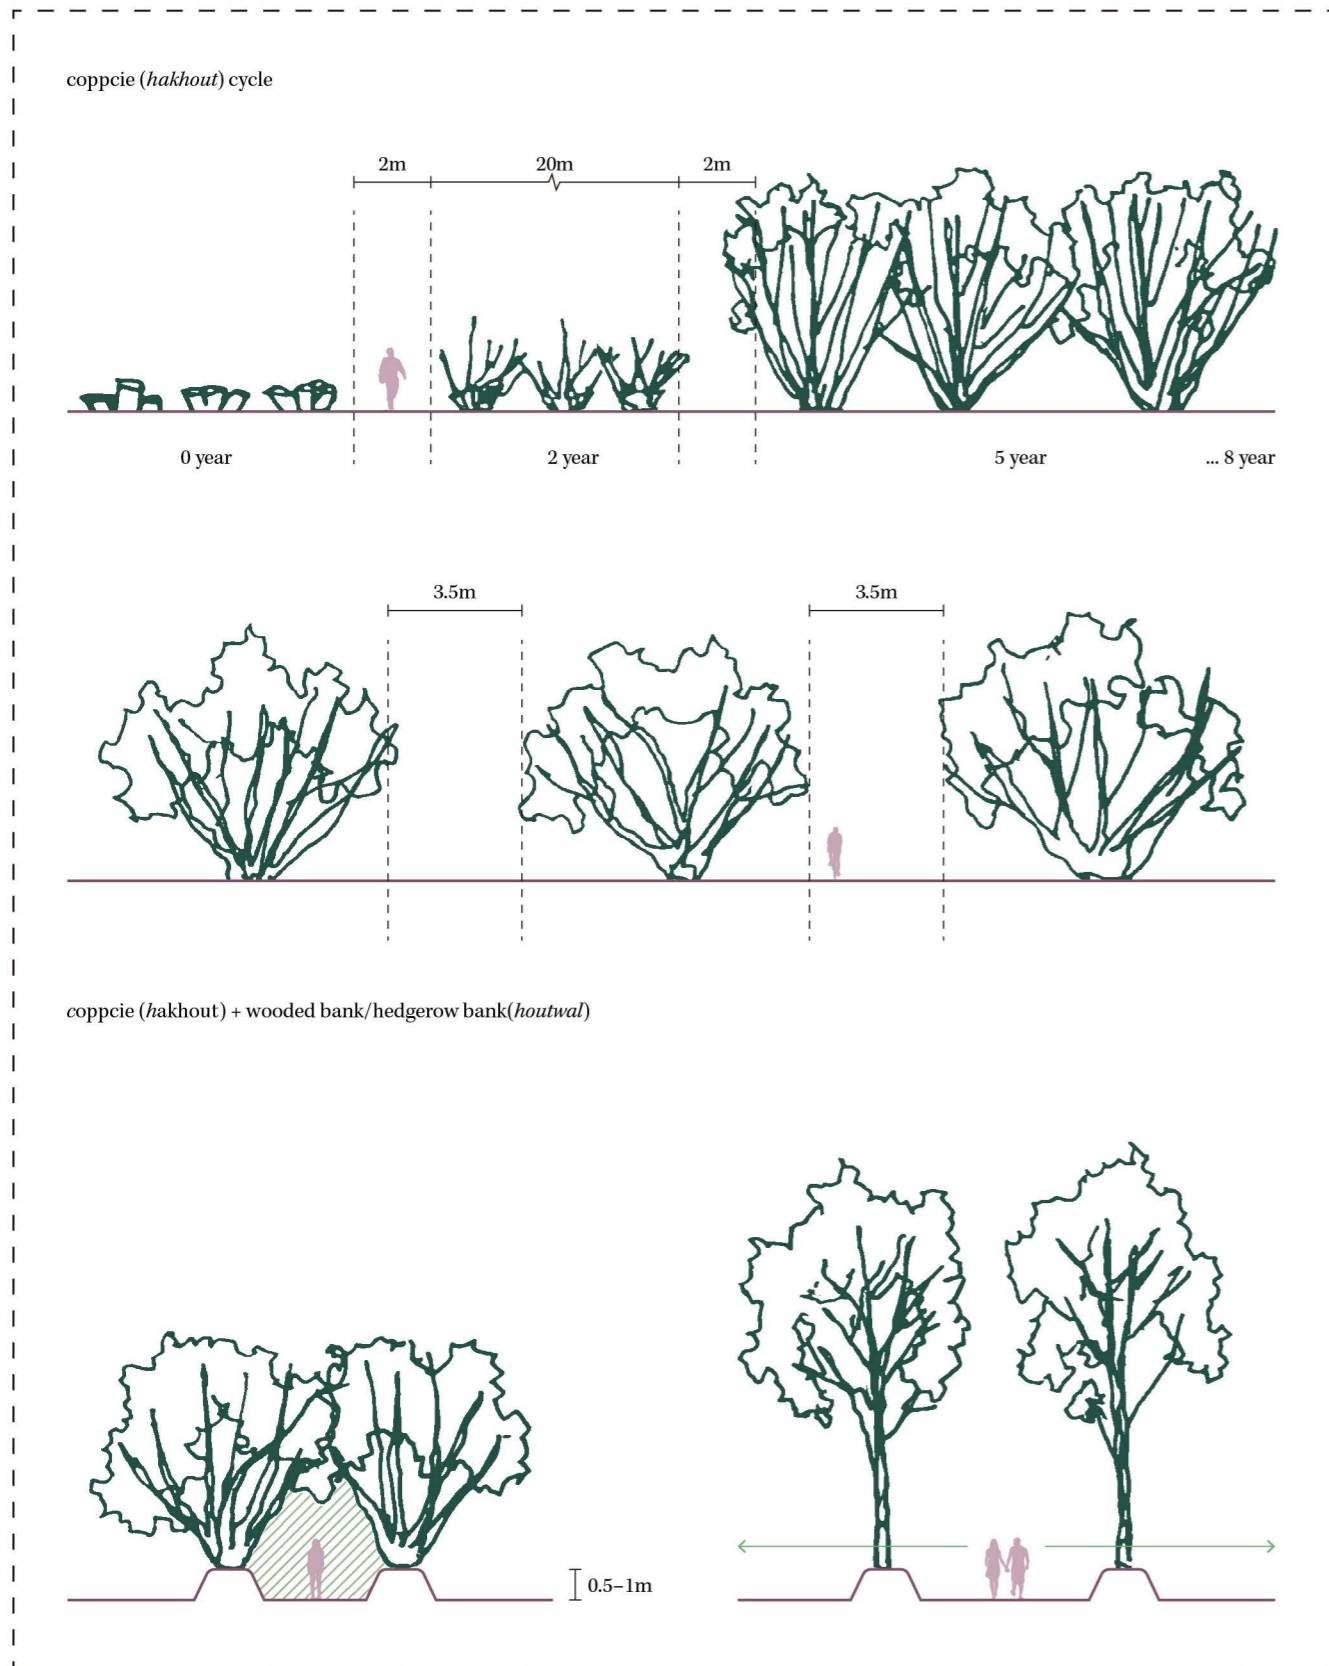 coppcie (hakhout) cycle
2m 20m 2m
0 year 2 year 5 year ... 8 year
3.5m 3.5m
coppcie (hakhout) + wooded bank/hedgerow bank(houtwal)
0.5–1m